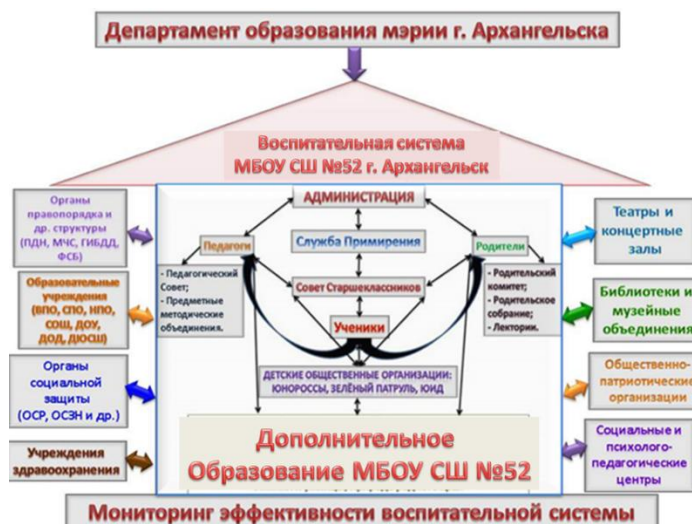 Департамент образования мэрии г. Архангельска
Воспитательная система
МБОУ СШ №52 г. Архангельск
Органы
правопорядка и
др. структуры
(ПДН, МЧС, ГИБДД,
ФСБ)
Образовательные
учреждения
(ВПО, СПО, НПО,
СОШ, ДОУ,
ДОД, ДЮСШ)
Органы
социальной
защиты
(ОСР, ОСЗН и др.)
Учреждения
здравоохранения
АДМИНИСТРАЦИЯ
Педагоги
Служба Примирения
Родители
- Педагогический
Совет;
- Предметные
методические
объединения.
Совет Старшеклассников
- Родительский
комитет;
- Родительское
собрание;
- Лектории.
Ученики
ДЕТСКИЕ ОБЩЕСТВЕННЫЕ ОРГАНИЗАЦИИ:
ЮНОРОССЫ, ЗЕЛЁНЫЙ ПАТРУЛЬ, ЮИД
Дополнительное
Образование МБОУ СШ №52
Театры и
концертные
залы
Библиотеки и
музейные
объединения
Общественно-
патриотические
организации
Социальные и
психолого-
педагогические
центры
Мониторинг эффективности воспитательной системы